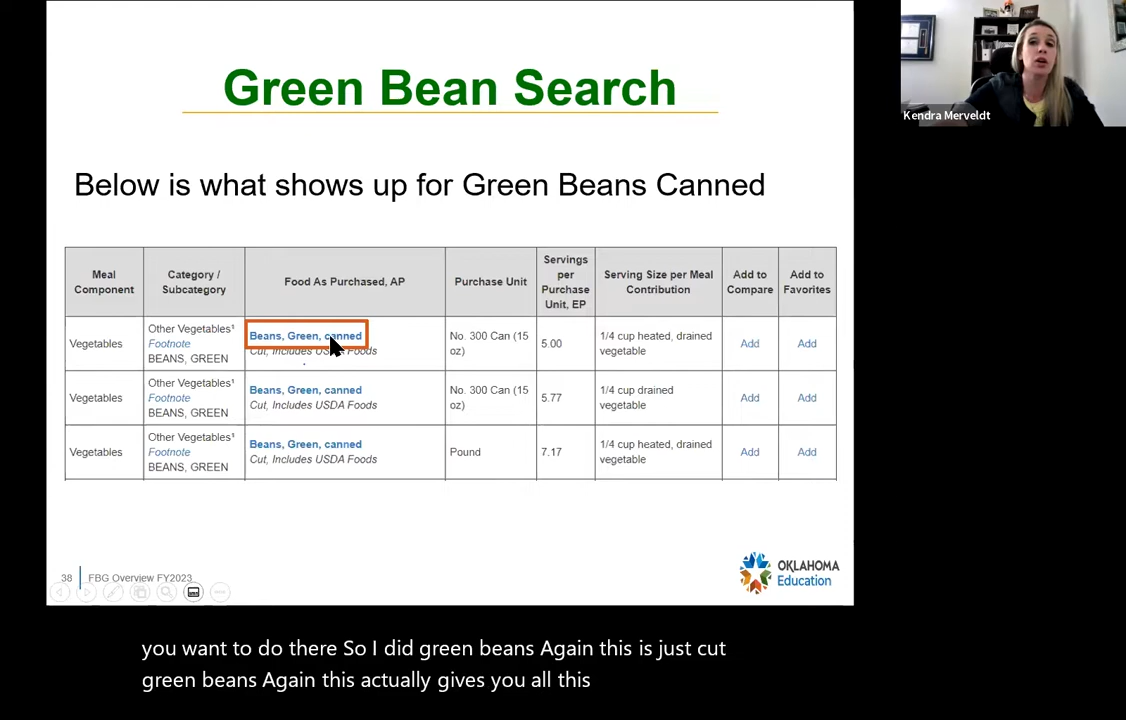 Green Bean Search
Below is what shows up for Green Beans Canned
Meal Component
Category / Subcategory
Food As Purchased, AP
Purchase Unit
Servings per Purchase Unit, EP
Serving Size per Meal Contribution
Add to Compare
Add to Favorites
Vegetables
Other Vegetables¹
Footnote
BEANS, GREEN
Beans, Green, canned
Cut, Includes USDA Foods
No. 300 Can (15 oz)
5.00
1/4 cup heated, drained vegetable
Add
Add
Vegetables
Other Vegetables¹
Footnote
BEANS, GREEN
Beans, Green, canned
Cut, Includes USDA Foods
No. 300 Can (15 oz)
5.77
1/4 cup drained vegetable
Add
Add
Vegetables
Other Vegetables¹
Footnote
BEANS, GREEN
Beans, Green, canned
Cut, Includes USDA Foods
Pound
7.17
1/4 cup heated, drained vegetable
Add
Add
38
FBG Overview FY2023
OKLAHOMA
Education
Kendra Merveldt
you want to do there So I did green beans Again this is just cut
green beans Again this actually gives you all this